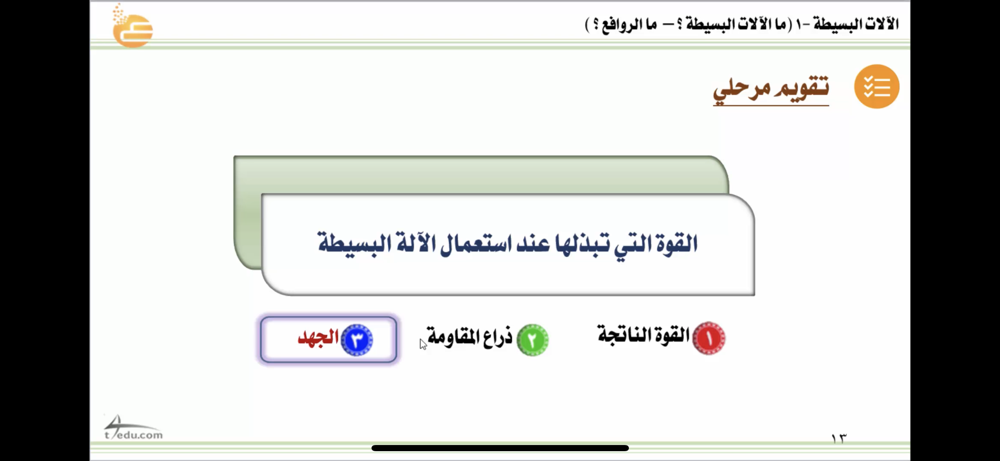 الآلات البسيطة -١ (ما الآلات البسيطة ؟ – ما الروافع ؟ )
تقويم مرحلي
القوة التي تبذلها عند استعمال الآلة البسيطة
١ القوة الناتجة
٢ ذراع المقاومة
٣ الجهد
t4edu.com
١٣